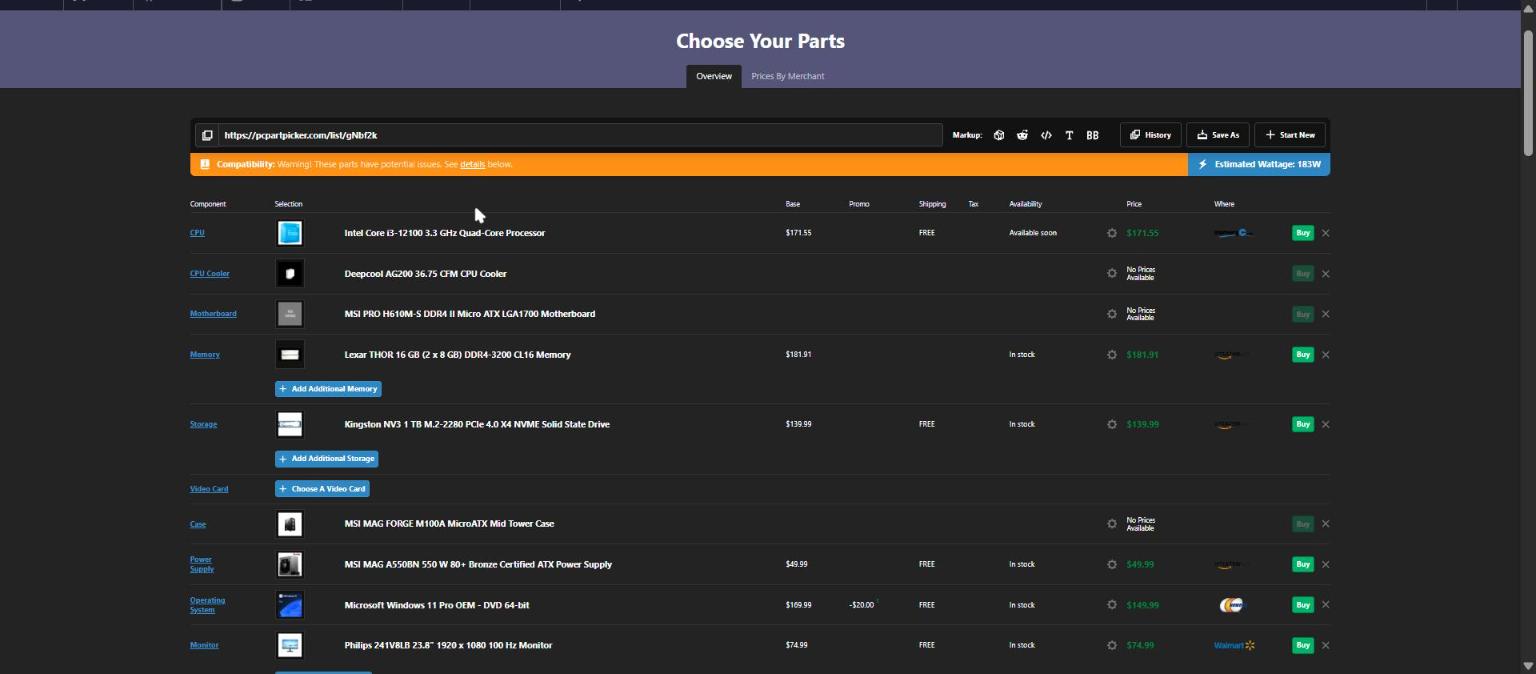 Choose Your Parts
Overview Prices By Merchant
https://pcpartpicker.com/list/gNbf2k Markup: </> T BB History Save As + Start New
Compatibility: Warning! These parts have potential issues. See details below. Estimated Wattage: 183W
Component Selection Base Promo Shipping Tax Availability Price Where
CPU Intel Core i3-12100 3.3 GHz Quad-Core Processor $171.55 FREE Available soon $171.55 Buy
CPU Cooler Deepcool AG200 36.75 CFM CPU Cooler No Prices Available Buy
Motherboard MSI PRO H610M-S DDR4 II Micro ATX LGA1700 Motherboard No Prices Available Buy
Memory Lexar THOR 16 GB (2 x 8 GB) DDR4-3200 CL16 Memory $181.91 In stock $181.91 Buy
+ Add Additional Memory
Storage Kingston NV3 1 TB M.2-2280 PCIe 4.0 X4 NVME Solid State Drive $139.99 FREE In stock $139.99 Buy
+ Add Additional Storage
Video Card + Choose A Video Card
Case MSI MAG FORGE M100A MicroATX Mid Tower Case No Prices Available Buy
Power Supply MSI MAG A550BN 550 W 80+ Bronze Certified ATX Power Supply $49.99 FREE In stock $49.99 Buy
Operating System Microsoft Windows 11 Pro OEM - DVD 64-bit $169.99 -$20.00 FREE In stock $149.99 Buy
Monitor Philips 241V8LB 23.8" 1920 x 1080 100 Hz Monitor $74.99 FREE In stock $74.99 Walmart Buy